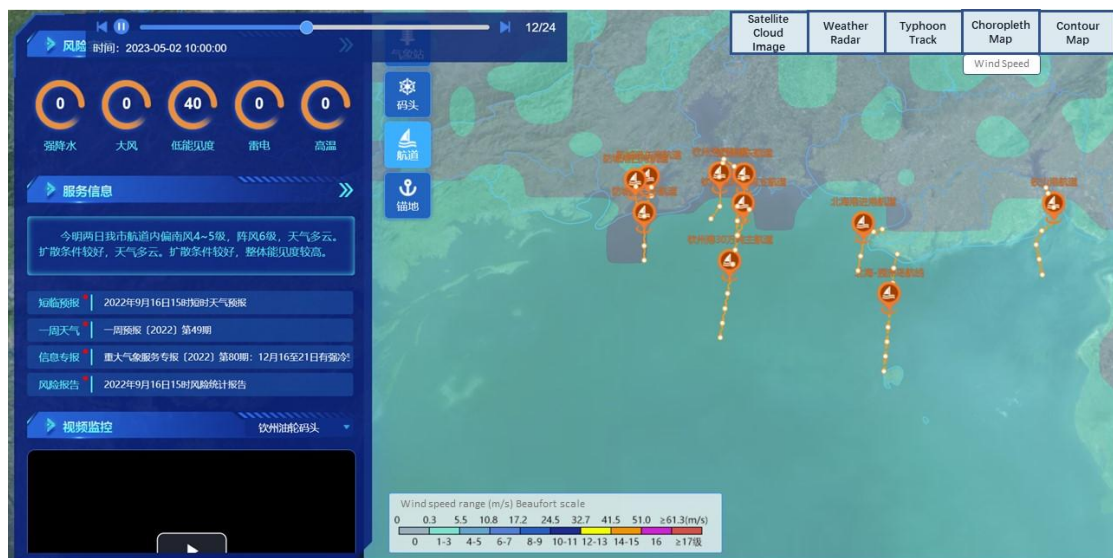 12/24
风险
时间：2023-05-02 10:00:00
0
0
40
0
0
强降水
大风
低能见度
雷电
高温
服务信息
今明两日我市航道内偏南风4~5级，阵风6级，天气多云。
扩散条件较好，天气多云。扩散条件较好，整体能见度较高。
短临预报 2022年9月16日15时短时天气预报
一周天气 一周预报〔2022〕第49期
信息专报 重大气象服务专报〔2022〕第80期：12月16至21日有强冷
风险报告 2022年9月16日15时风险统计报告
视频监控
钦州油轮码头
气象站
码头
航道
锚地
Satellite
Cloud
Image
Weather
Radar
Typhoon
Track
Choropleth
Map
Contour
Map
Wind Speed
北海港进港航道
Wind speed range (m/s) Beaufort scale
0 0.3 5.5 10.8 17.2 24.5 32.7 41.5 51.0 ≥61.3(m/s)
0 1-3 4-5 6-7 8-9 10-11 12-13 14-15 16 ≥17级